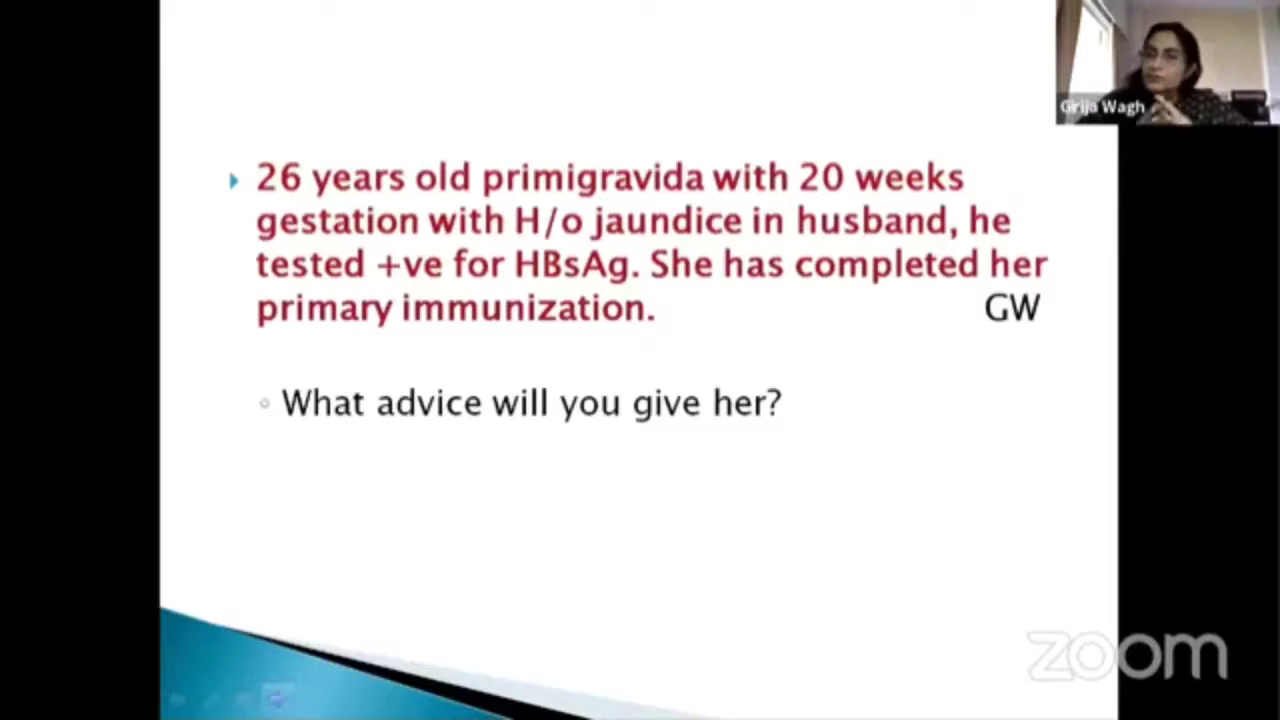 Girija Wagh
26 years old primigravida with 20 weeks
gestation with H/o jaundice in husband, he
tested +ve for HBsAg. She has completed her
primary immunization. GW
What advice will you give her?
zoom